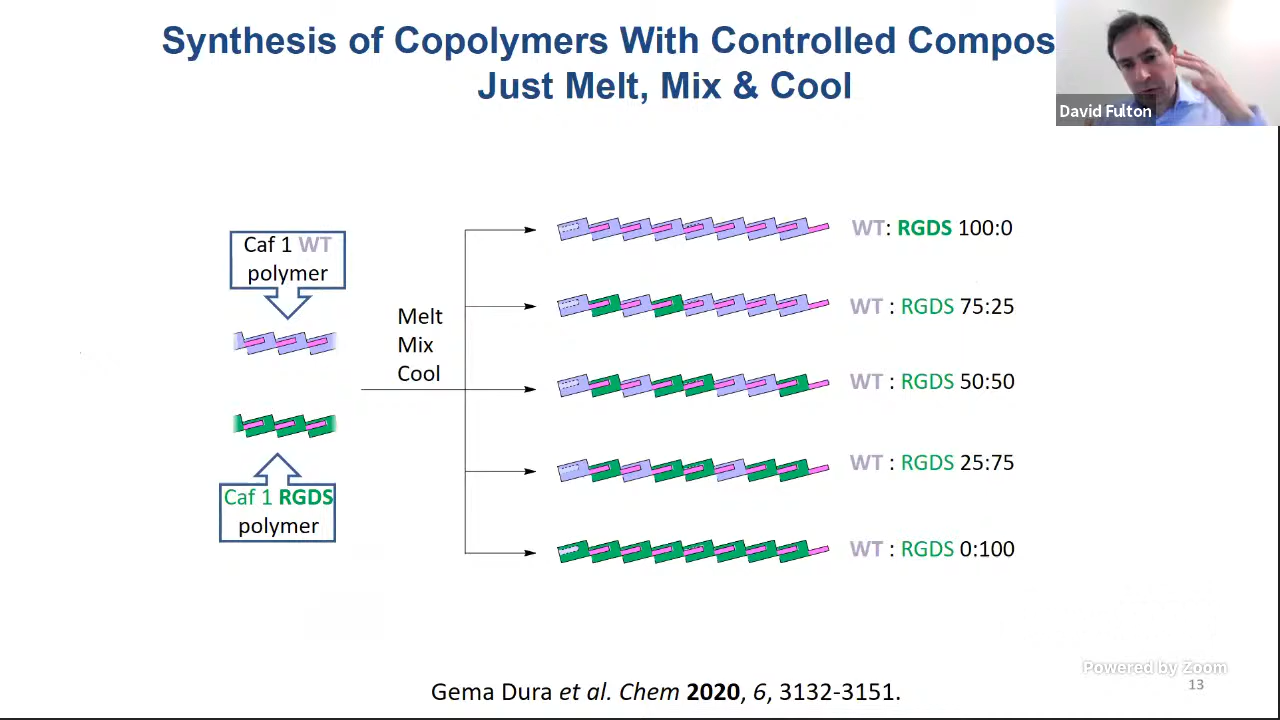 Synthesis of Copolymers With Controlled Compos
Just Melt, Mix & Cool
David Fulton
Caf 1 WT
polymer
Caf 1 RGDS
polymer
Melt
Mix
Cool
WT: RGDS 100:0
WT : RGDS 75:25
WT : RGDS 50:50
WT : RGDS 25:75
WT : RGDS 0:100
Gema Dura et al. Chem 2020, 6, 3132-3151.
Powered by Zoom
13